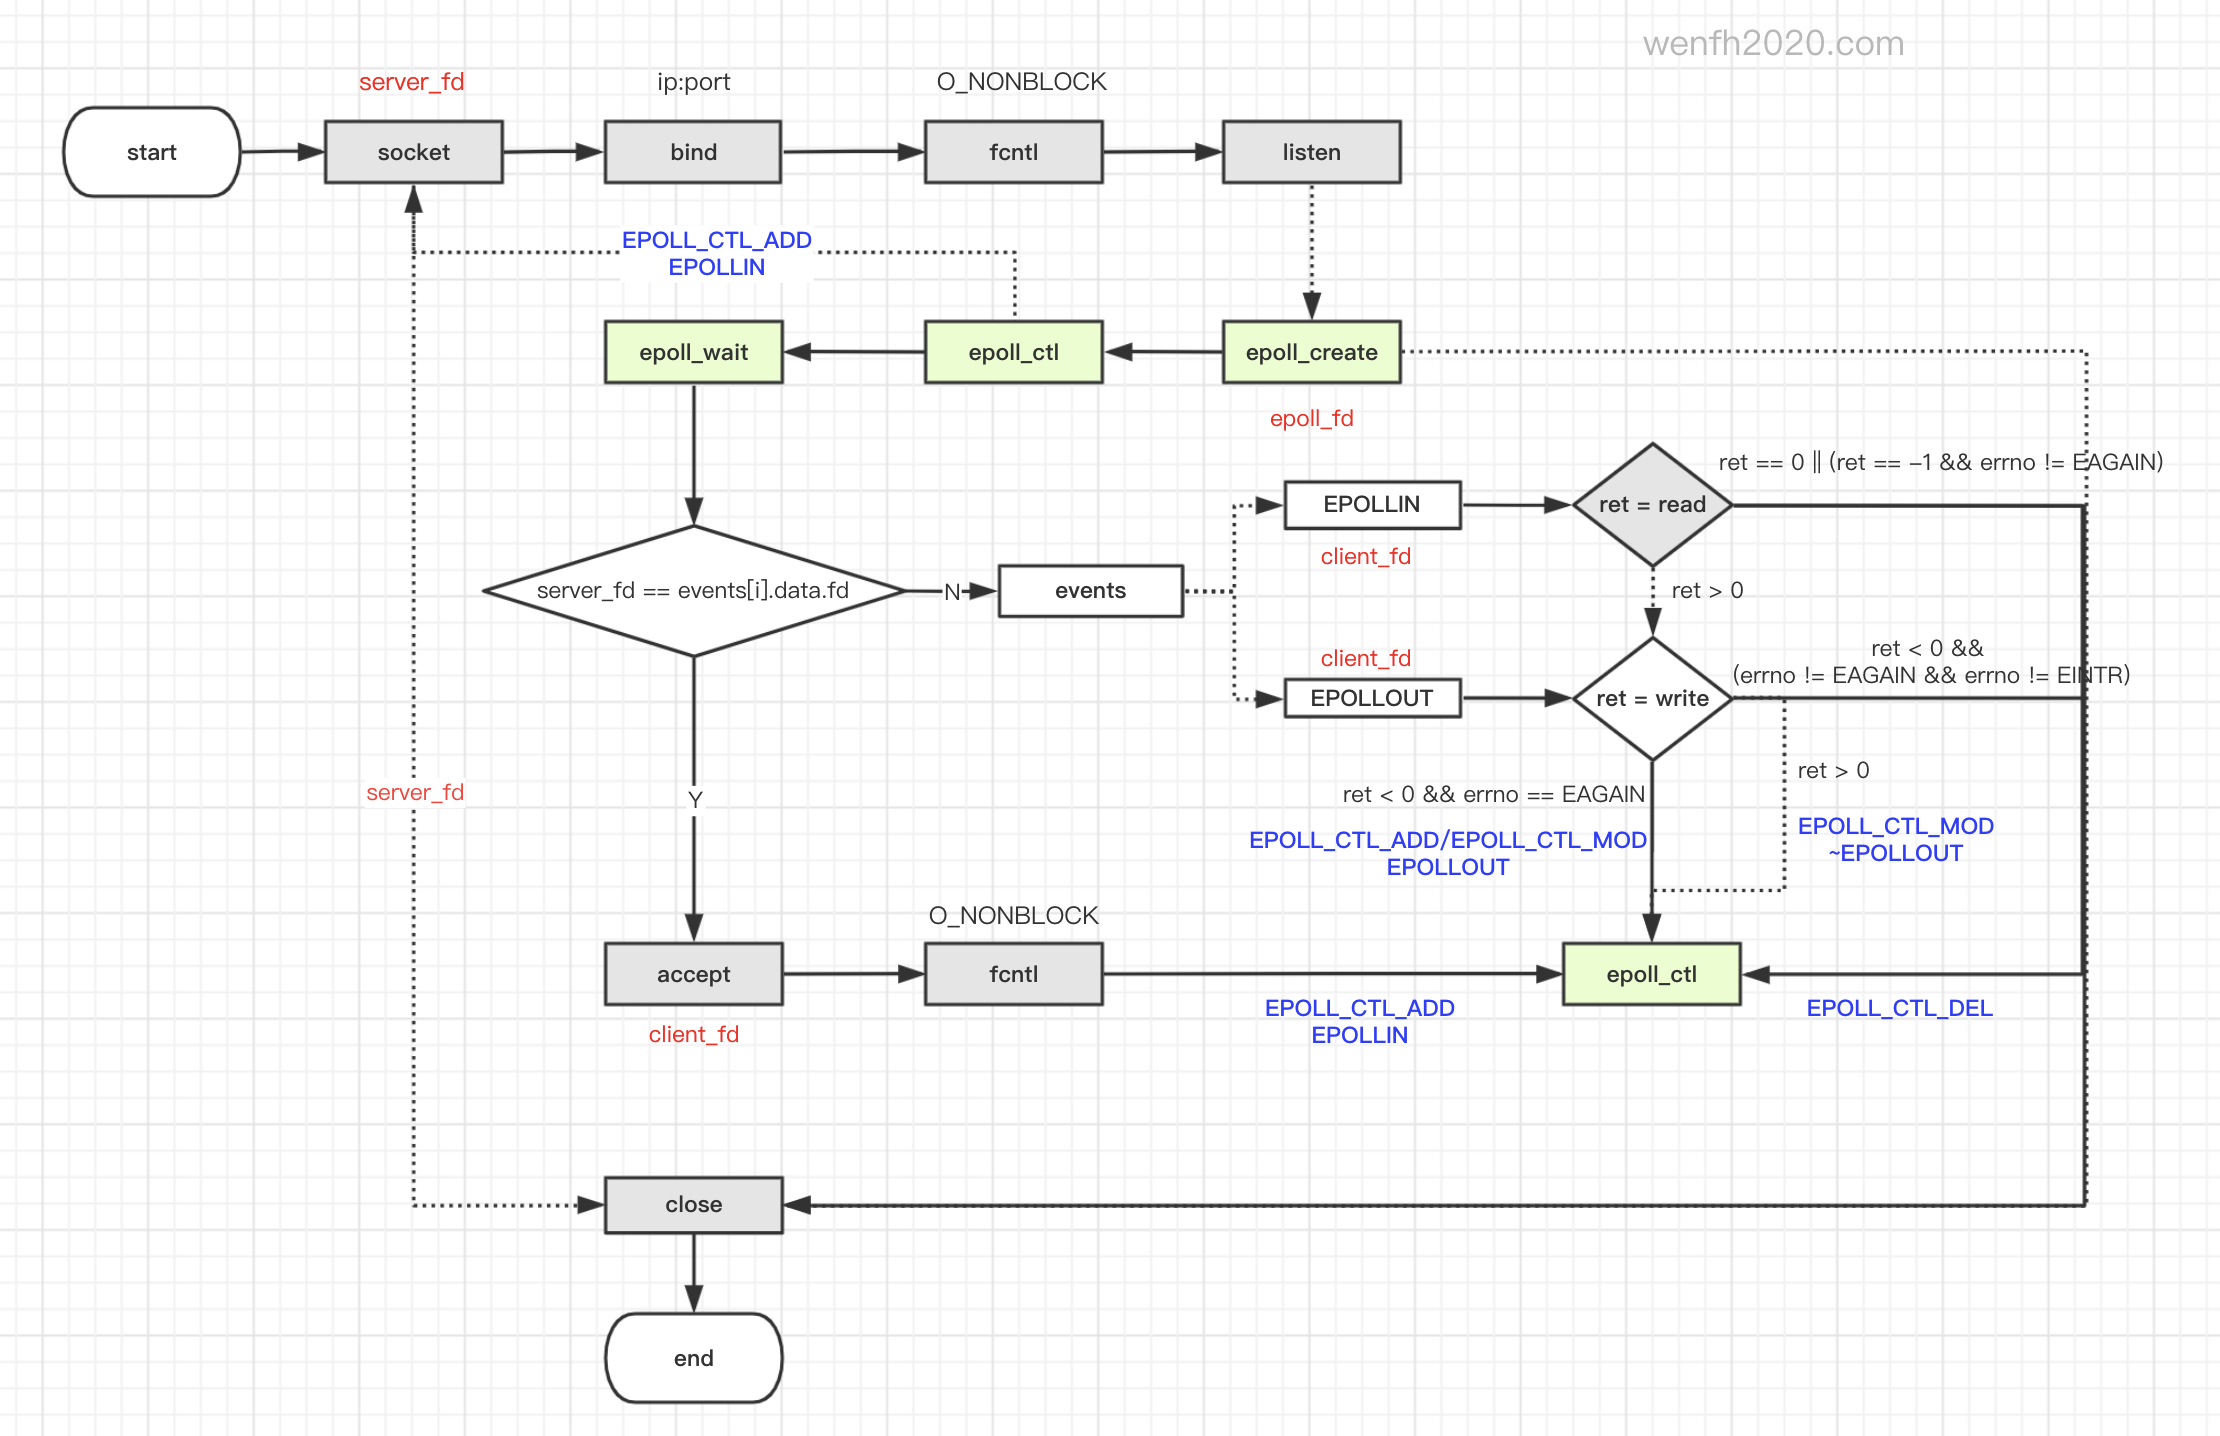 wenfh2020.com
server_fd
ip:port
O_NONBLOCK
start
socket
bind
fcntl
listen
EPOLL_CTL_ADD
EPOLLIN
epoll_wait
epoll_ctl
epoll_create
epoll_fd
ret == 0 || (ret == -1 && errno != EAGAIN)
EPOLLIN
ret = read
client_fd
server_fd == events[i].data.fd
N
events
ret > 0
client_fd
ret < 0 &&
(errno != EAGAIN && errno != EINTR)
EPOLLOUT
ret = write
ret > 0
server_fd
Y
ret < 0 && errno == EAGAIN
EPOLL_CTL_ADD/EPOLL_CTL_MOD
EPOLLOUT
EPOLL_CTL_MOD
~EPOLLOUT
O_NONBLOCK
accept
fcntl
epoll_ctl
client_fd
EPOLL_CTL_ADD
EPOLLIN
EPOLL_CTL_DEL
close
end